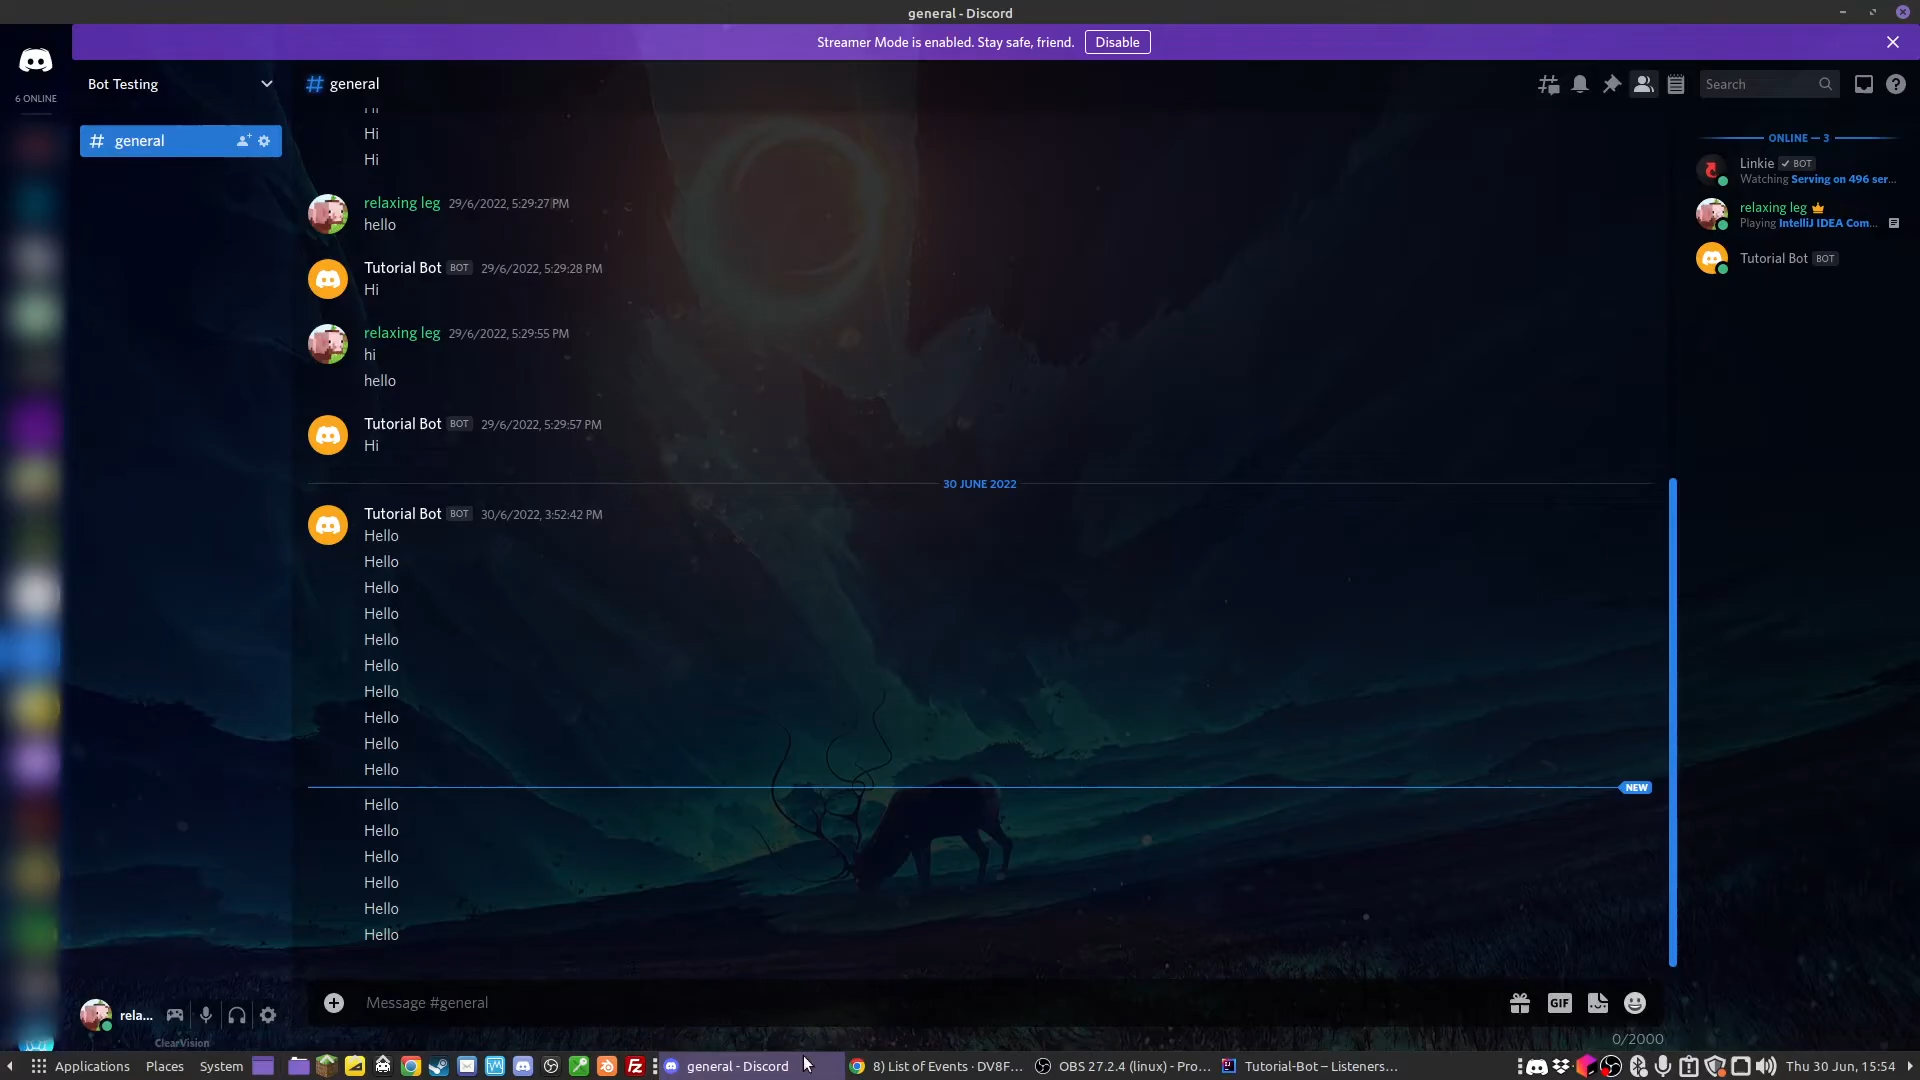 general - Discord
Streamer Mode is enabled. Stay safe, friend. Disable
6 ONLINE
Bot Testing
general
Search
general
Hi
Hi
relaxing leg 29/6/2022, 5:29:27 PM
hello
Tutorial Bot BOT 29/6/2022, 5:29:28 PM
Hi
relaxing leg 29/6/2022, 5:29:55 PM
hi
hello
Tutorial Bot BOT 29/6/2022, 5:29:57 PM
Hi
30 JUNE 2022
Tutorial Bot BOT 30/6/2022, 3:52:42 PM
Hello
Hello
Hello
Hello
Hello
Hello
Hello
Hello
Hello
Hello
NEW
Hello
Hello
Hello
Hello
Hello
Hello
ONLINE — 3
Linkie ✓ BOT
Watching Serving on 496 ser...
relaxing leg
Playing IntelliJ IDEA Com...
Tutorial Bot BOT
Message #general
GIF
rela...
ClearVision
0/2000
Applications Places System general - Discord 8) List of Events · DV8F... OBS 27.2.4 (linux) - Pro... Tutorial-Bot – Listeners... Thu 30 Jun, 15:54